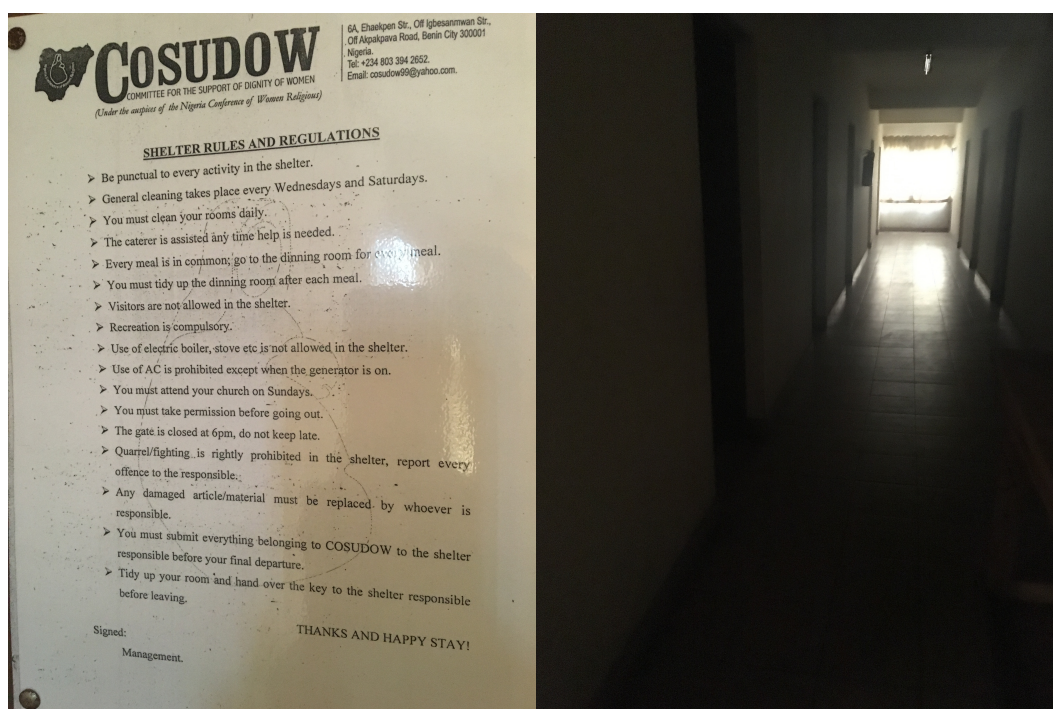 COSUDOW
COMMITTEE FOR THE SUPPORT OF DIGNITY OF WOMEN
(Under the auspices of the Nigeria Conference of Women Religious)
6A, Ehaekpen Str., Off Igbesanmwan Str.,
Off Akpakpava Road, Benin City 300001
Nigeria.
Tel: +234 803 394 2652.
Email: cosudow99@yahoo.com.
SHELTER RULES AND REGULATIONS
➢ Be punctual to every activity in the shelter.
➢ General cleaning takes place every Wednesdays and Saturdays.
➢ You must clean your rooms daily.
➢ The caterer is assisted any time help is needed.
➢ Every meal is in common; go to the dinning room for every meal.
➢ You must tidy up the dinning room after each meal.
➢ Visitors are not allowed in the shelter.
➢ Recreation is compulsory.
➢ Use of electric boiler, stove etc is not allowed in the shelter.
➢ Use of AC is prohibited except when the generator is on.
➢ You must attend your church on Sundays.
➢ You must take permission before going out.
➢ The gate is closed at 6pm, do not keep late.
➢ Quarrel/fighting is rightly prohibited in the shelter, report every
offence to the responsible.
➢ Any damaged article/material must be replaced by whoever is
responsible.
➢ You must submit everything belonging to COSUDOW to the shelter
responsible before your final departure.
➢ Tidy up your room and hand over the key to the shelter responsible
before leaving.
THANKS AND HAPPY STAY!
Signed:
Management.